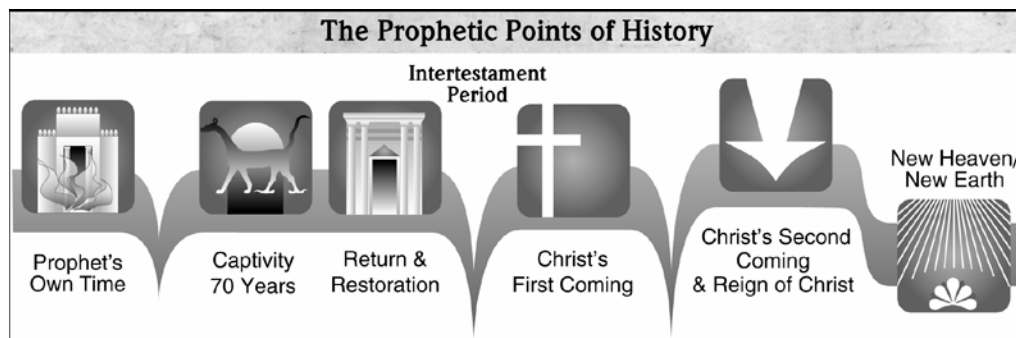 The Prophetic Points of History
Intertestament
Period
Prophet's
Own Time
Captivity
70 Years
Return &
Restoration
Christ's
First Coming
Christ's Second
Coming
& Reign of Christ
New Heaven/
New Earth